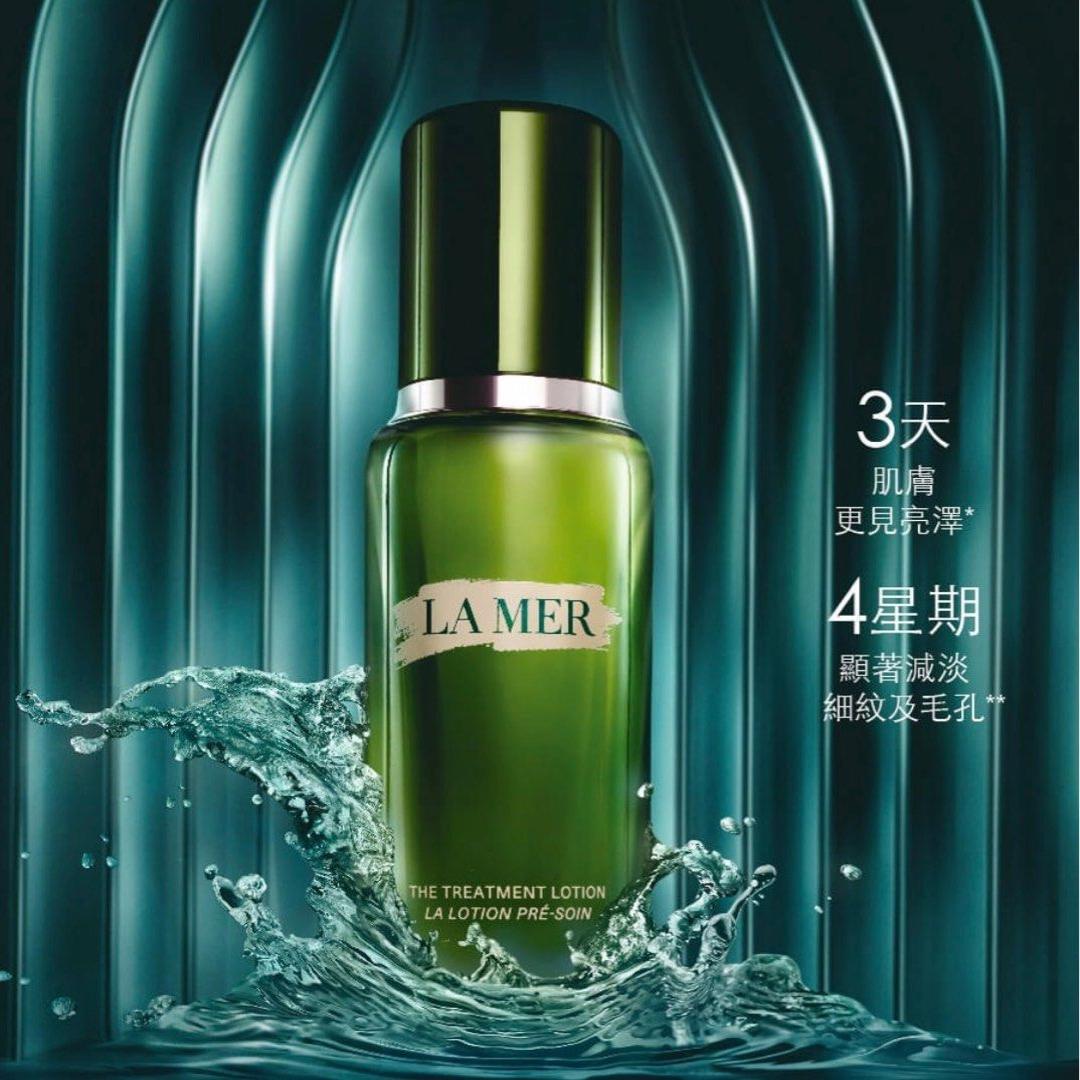 LA MER
THE TREATMENT LOTION
LA LOTION PRÉ-SOIN
3天
肌膚
更見亮澤*
4星期
顯著減淡
細紋及毛孔**